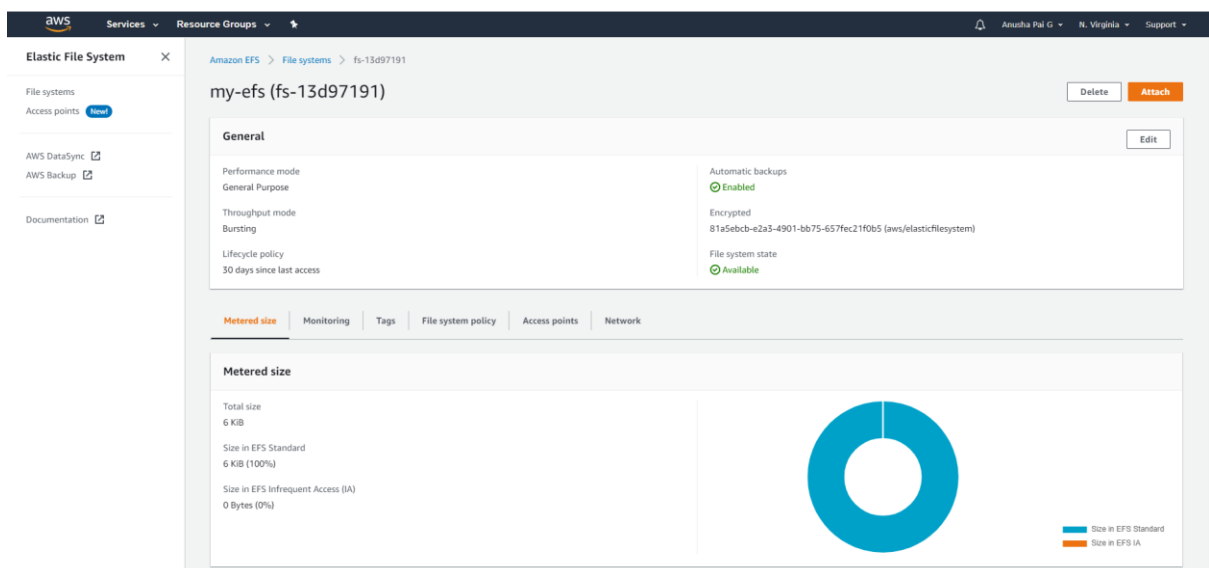 aws Services Resource Groups Anusha Pai G N. Virginia Support
Elastic File System
File systems
Access points New!
AWS DataSync
AWS Backup
Documentation
Amazon EFS > File systems > fs-13d97191
my-efs (fs-13d97191)
Delete
Attach
General
Edit
Performance mode
General Purpose
Throughput mode
Bursting
Lifecycle policy
30 days since last access
Automatic backups
Enabled
Encrypted
81a5ebcb-e2a3-4901-bb75-657fec21f0b5 (aws/elasticfilesystem)
File system state
Available
Metered size Monitoring Tags File system policy Access points Network
Metered size
Total size
6 KiB
Size in EFS Standard
6 KiB (100%)
Size in EFS Infrequent Access (IA)
0 Bytes (0%)
Size in EFS Standard
Size in EFS IA